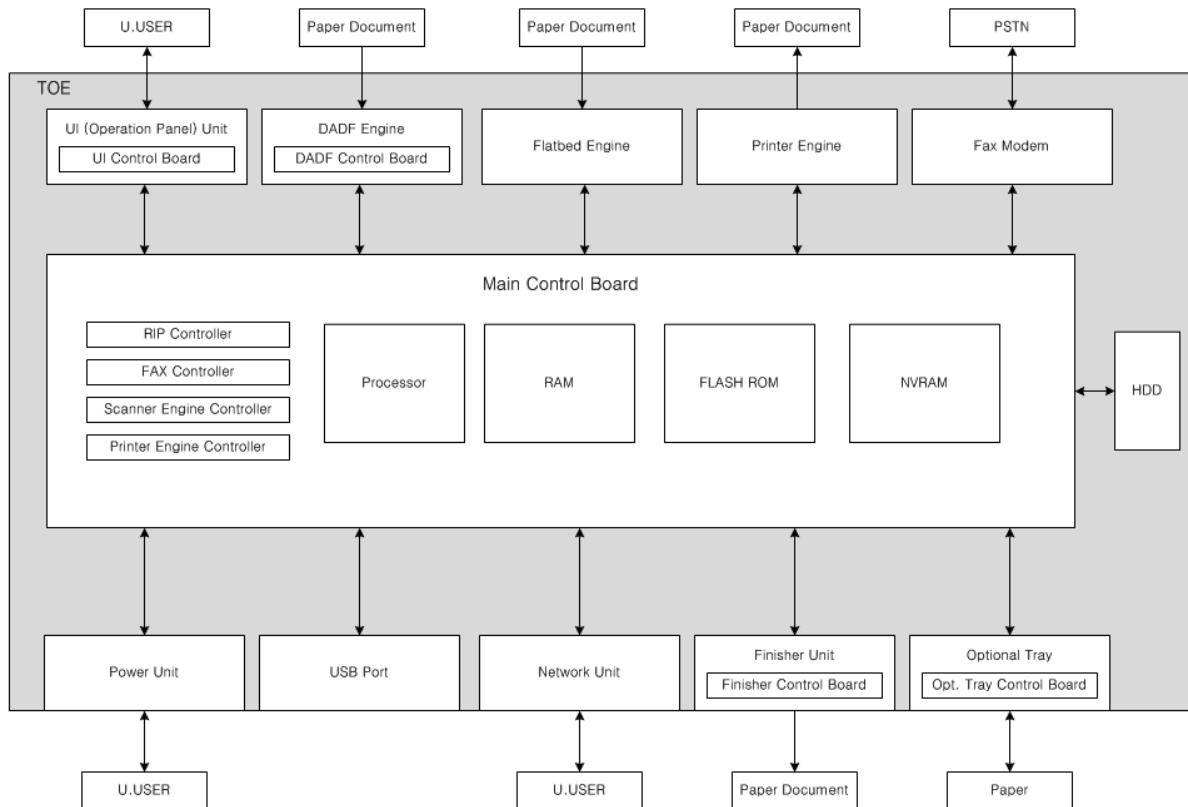 U.USER
Paper Document
Paper Document
Paper Document
PSTN
TOE
UI (Operation Panel) Unit
UI Control Board
DADF Engine
DADF Control Board
Flatbed Engine
Printer Engine
Fax Modem
Main Control Board
RIP Controller
FAX Controller
Scanner Engine Controller
Printer Engine Controller
Processor
RAM
FLASH ROM
NVRAM
HDD
Power Unit
USB Port
Network Unit
Finisher Unit
Finisher Control Board
Optional Tray
Opt. Tray Control Board
U.USER
U.USER
Paper Document
Paper